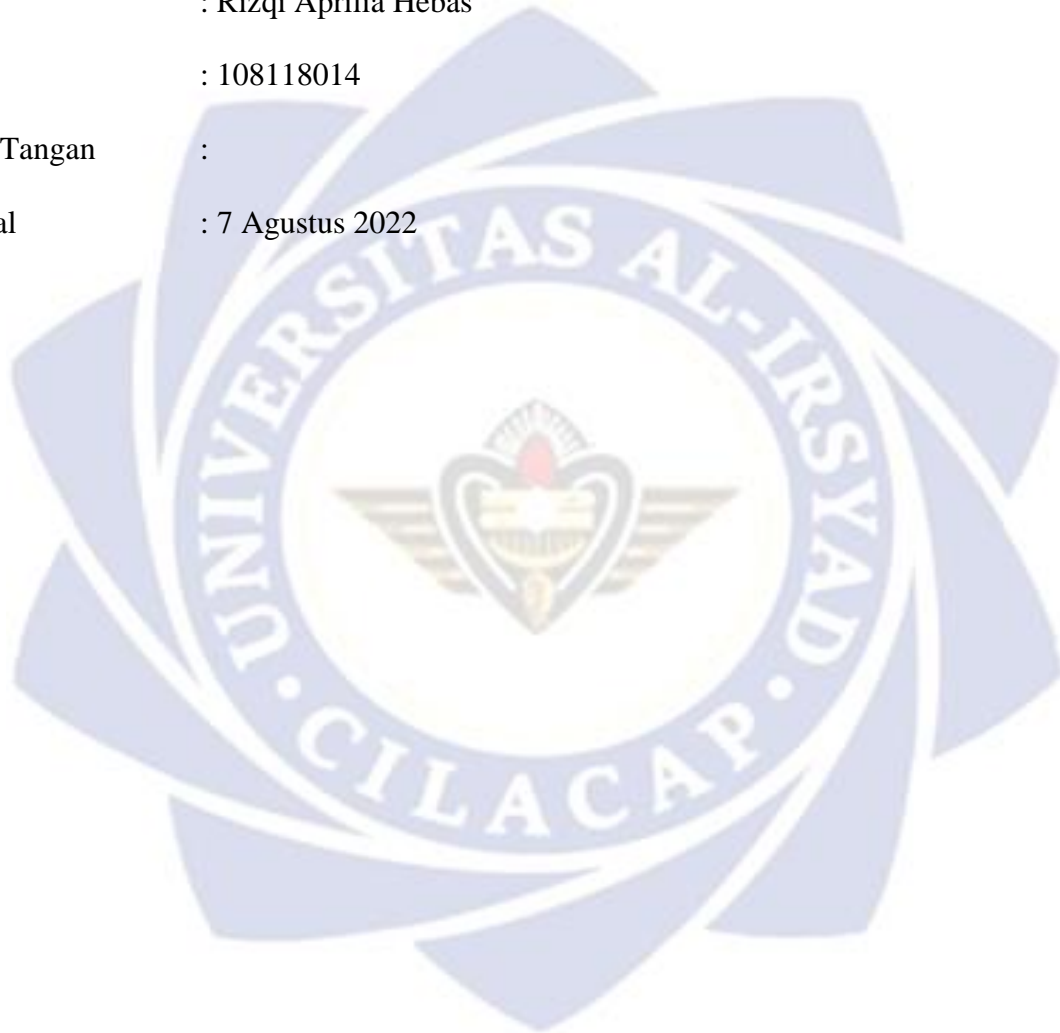 : Rizqi Aprilia Hebas
: 108118014
Tangan :
al : 7 Agustus 2022
UNIVERSITAS AL-IRSYAD
• CILACAP •